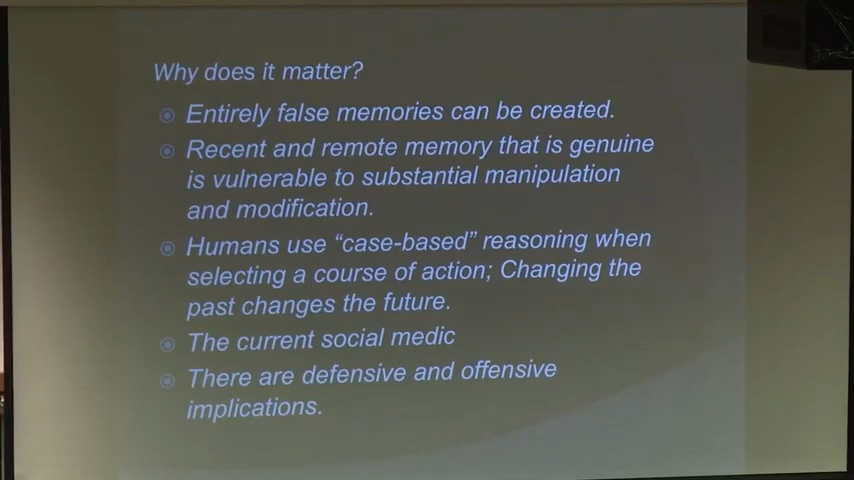 Why does it matter?
Entirely false memories can be created.
Recent and remote memory that is genuine
is vulnerable to substantial manipulation
and modification.
Humans use “case-based” reasoning when
selecting a course of action; Changing the
past changes the future.
The current social medic
There are defensive and offensive
implications.